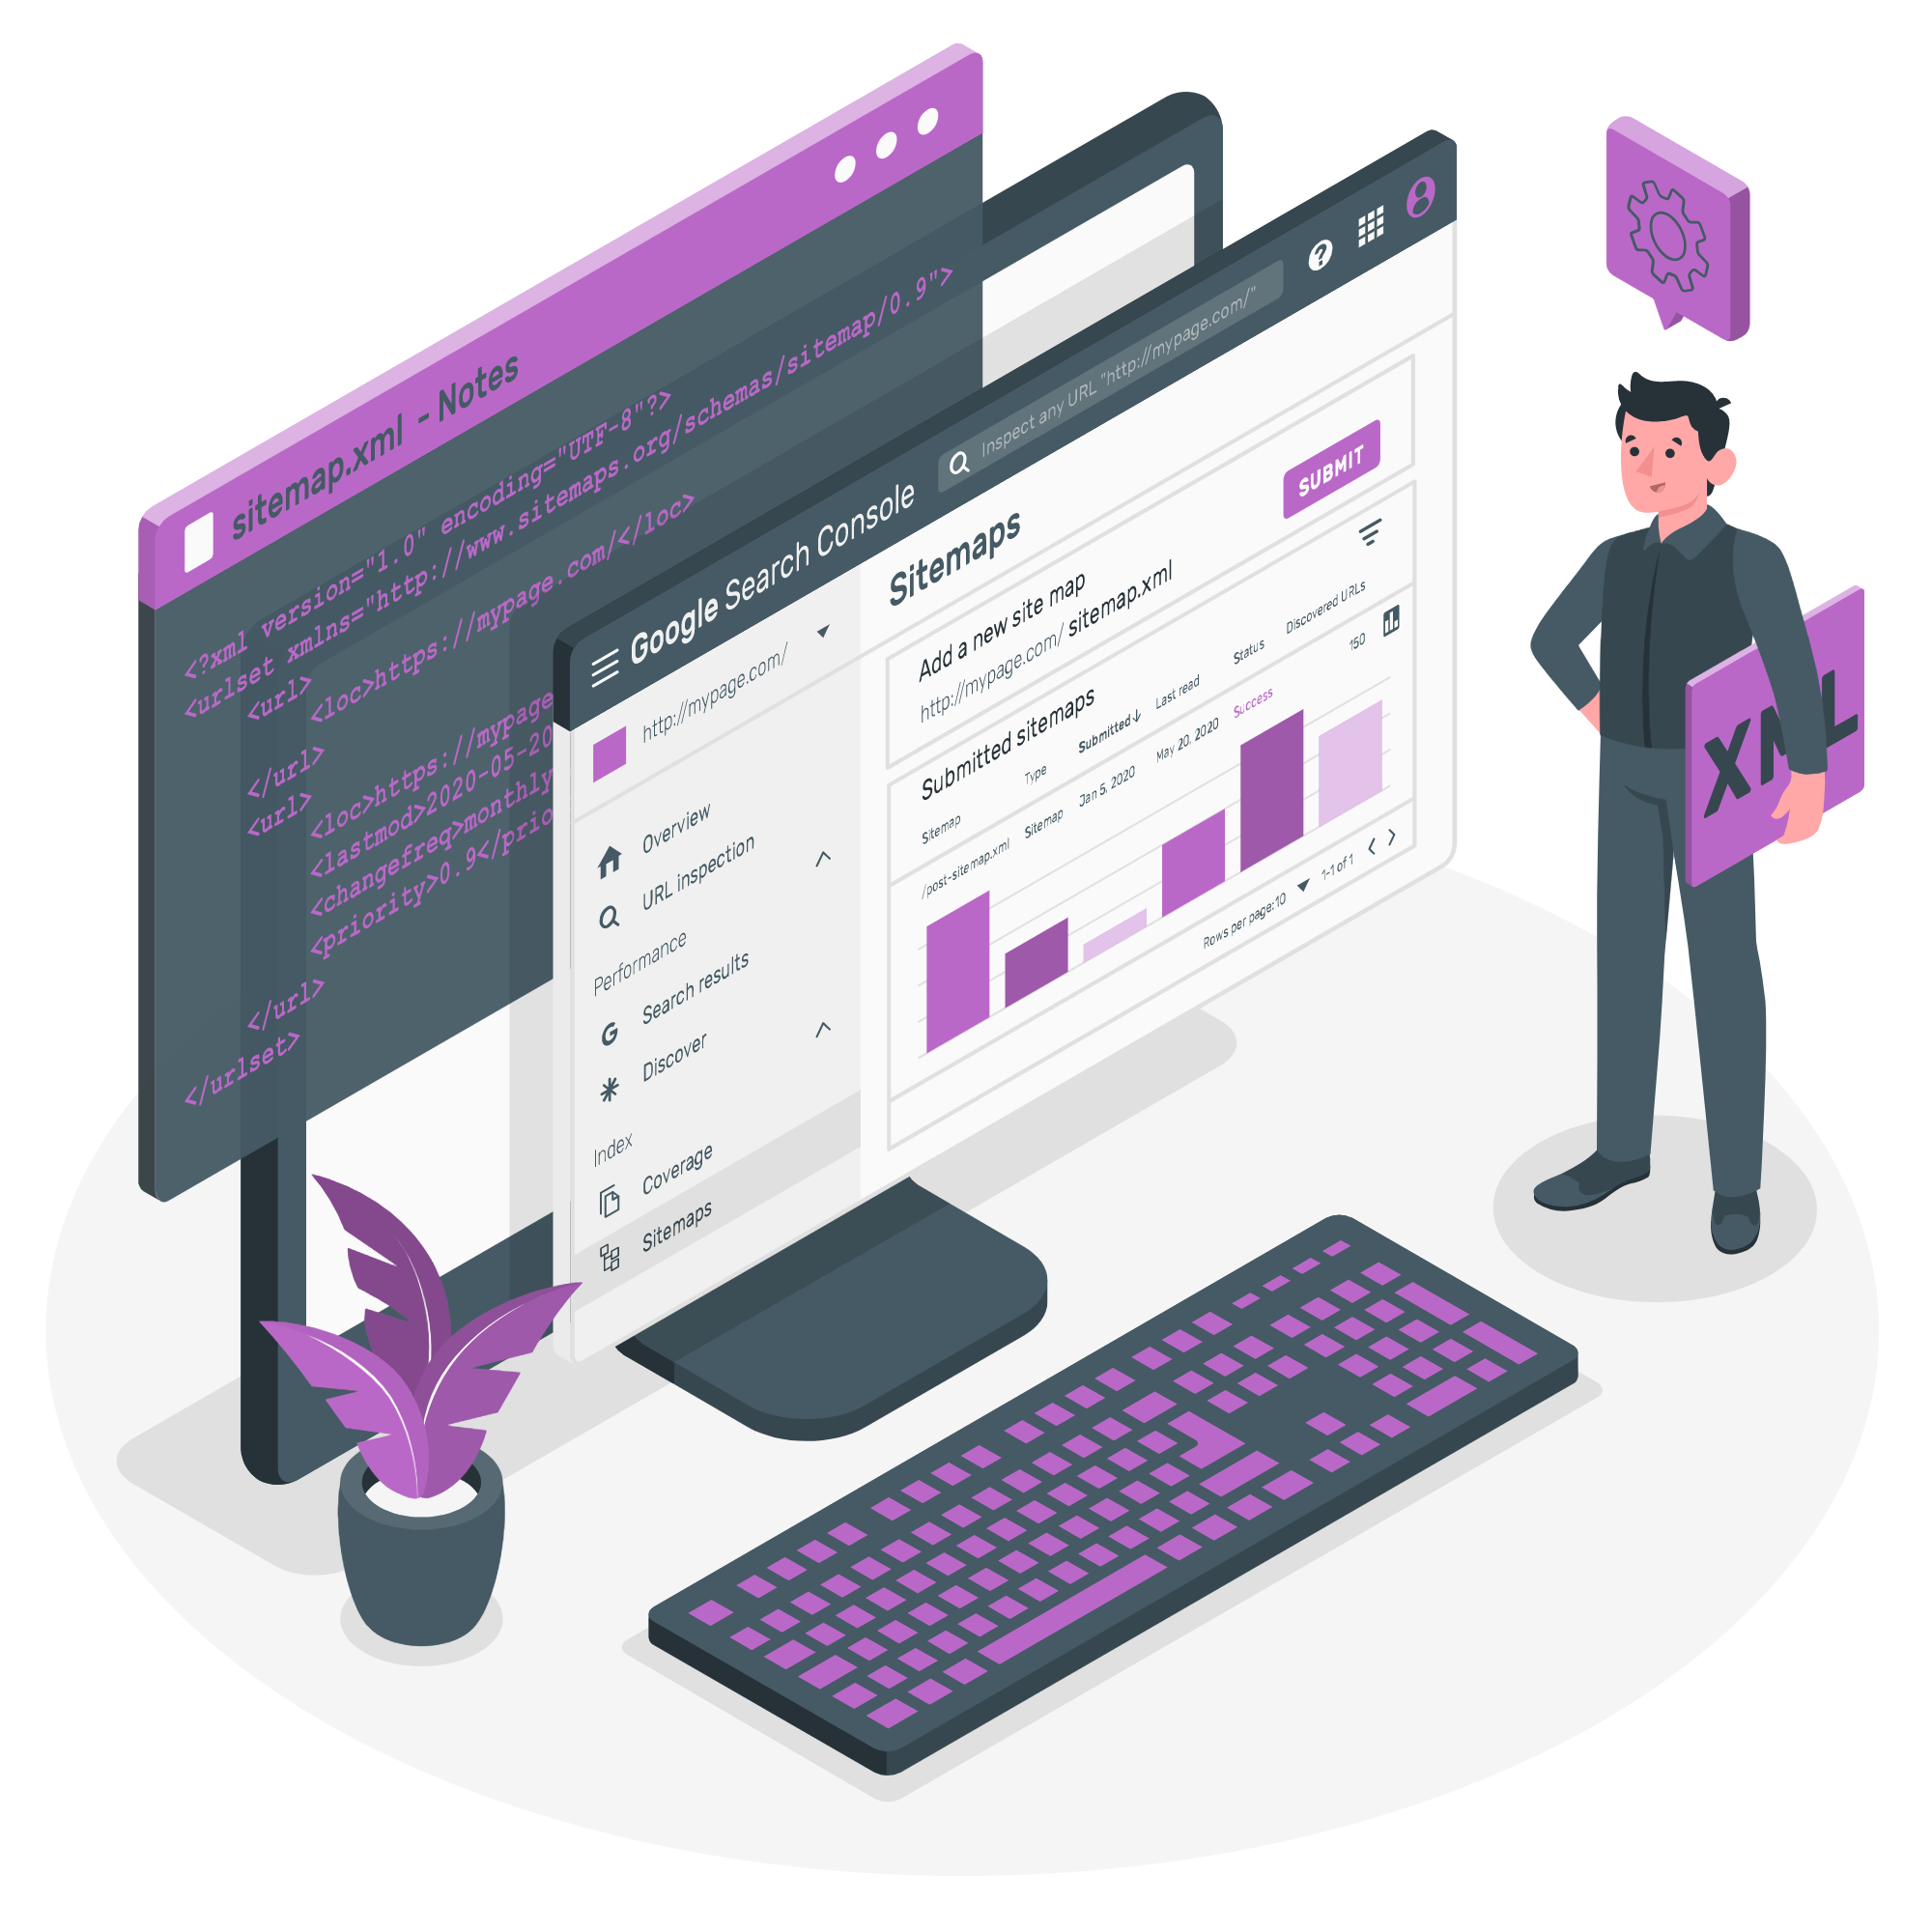 sitemap.xml - Notes
<?xml version="1.0" encoding="UTF-8"?>
<urlset xmlns="http://www.sitemaps.org/schemas/sitemap/0.9">
<url>
<loc>https://mypage.com/</loc>
</url>
<url>
<loc>https://mypage
<lastmod>2020-05-20
<changefreq>monthly
<priority>0.9</prio
</url>
</urlset>
Google Search Console
Inspect any URL "http://mypage.com/"
?
http://mypage.com/
Overview
URL inspection
Performance
G Search results
Discover
Index
Coverage
Sitemaps
Sitemaps
Add a new site map
http://mypage.com/ sitemap.xml
SUBMIT
Submitted sitemaps
Sitemap Type Submitted Last read Status Discovered URLs
/post-sitemap.xml Sitemap Jan 5, 2020 May 20, 2020 Success 150
Rows per page:10 1-1 of 1
XML